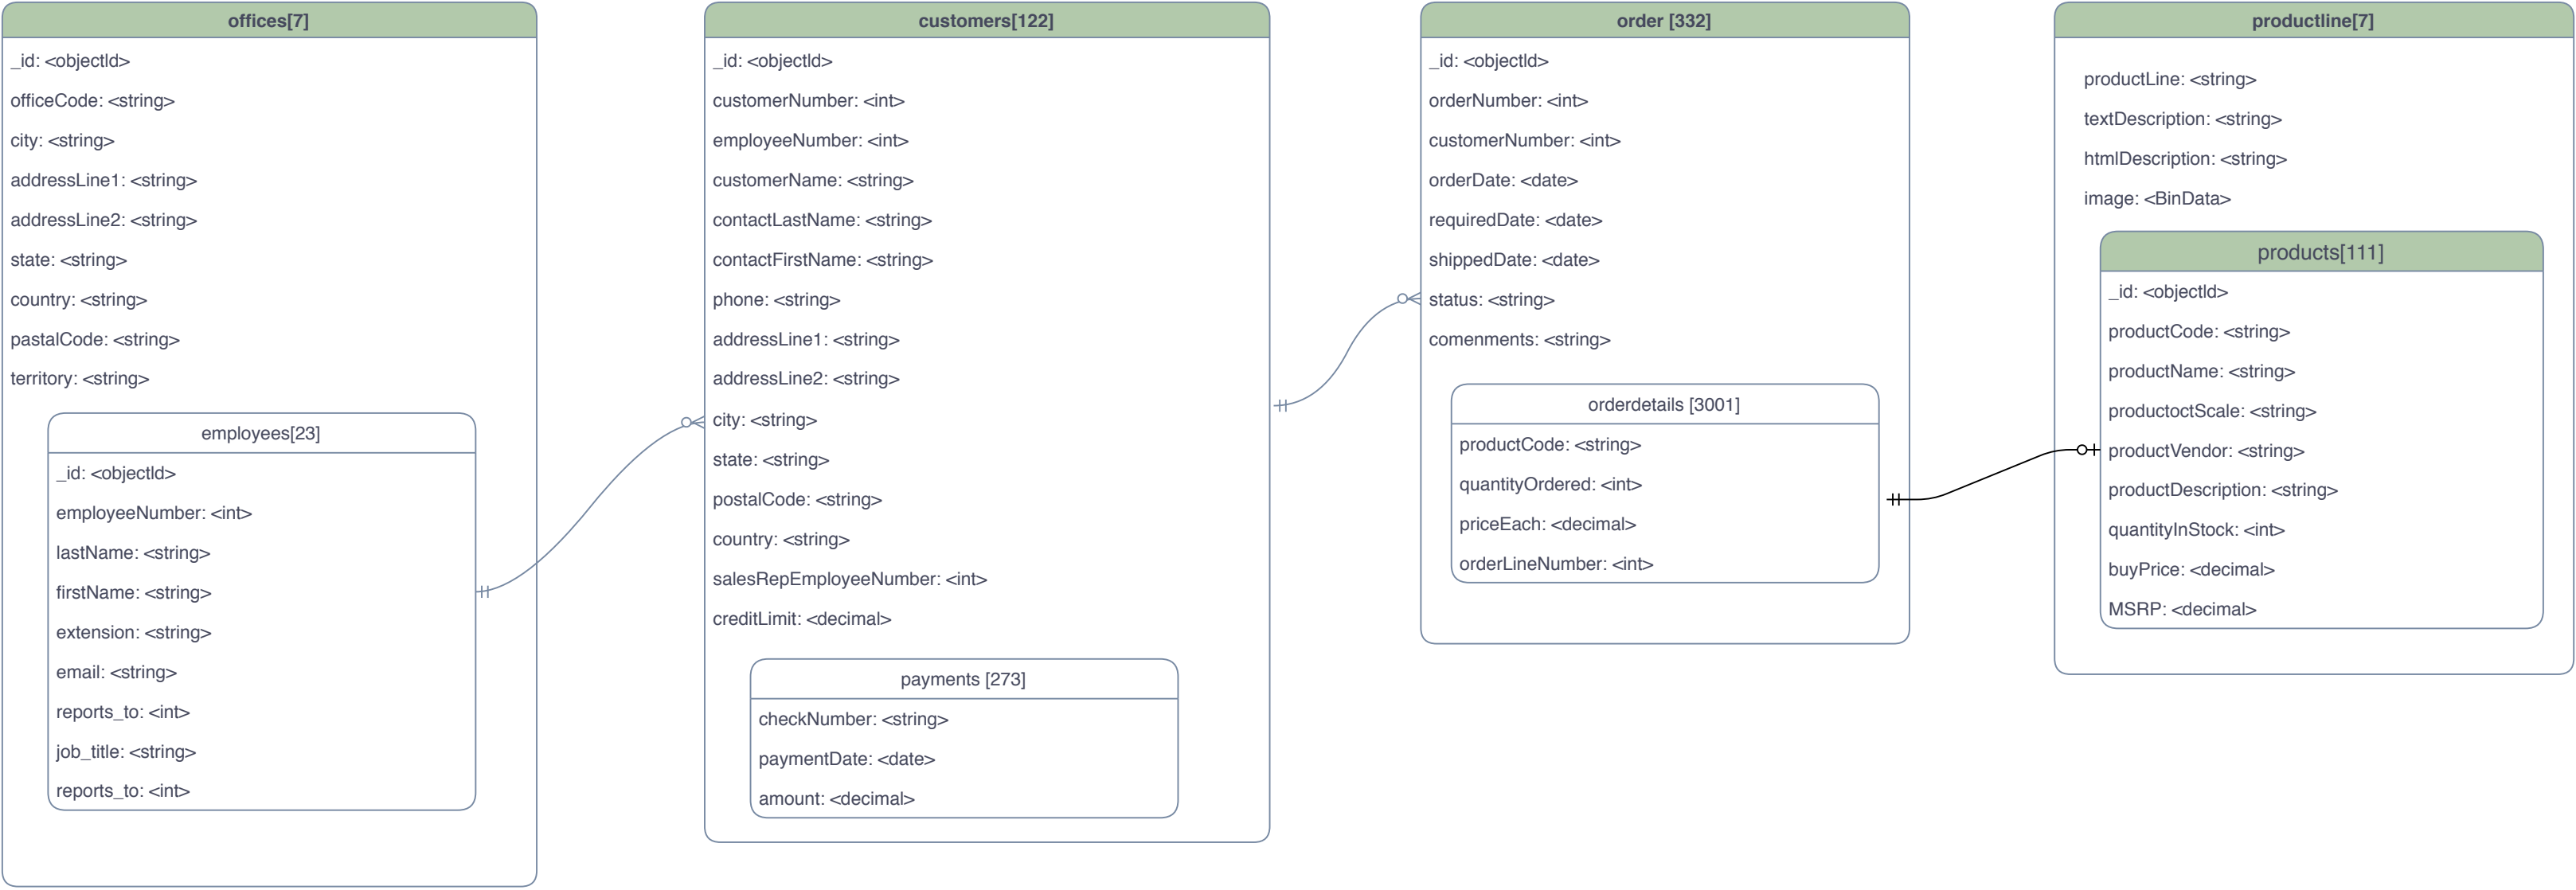 offices[7]
_id: <objectId>
officeCode: <string>
city: <string>
addressLine1: <string>
addressLine2: <string>
state: <string>
country: <string>
pastalCode: <string>
territory: <string>
employees[23]
_id: <objectId>
employeeNumber: <int>
lastName: <string>
firstName: <string>
extension: <string>
email: <string>
reports_to: <int>
job_title: <string>
reports_to: <int>
customers[122]
_id: <objectId>
customerNumber: <int>
employeeNumber: <int>
customerName: <string>
contactLastName: <string>
contactFirstName: <string>
phone: <string>
addressLine1: <string>
addressLine2: <string>
city: <string>
state: <string>
postalCode: <string>
country: <string>
salesRepEmployeeNumber: <int>
creditLimit: <decimal>
payments [273]
checkNumber: <string>
paymentDate: <date>
amount: <decimal>
order [332]
_id: <objectId>
orderNumber: <int>
customerNumber: <int>
orderDate: <date>
requiredDate: <date>
shippedDate: <date>
status: <string>
comenments: <string>
orderdetails [3001]
productCode: <string>
quantityOrdered: <int>
priceEach: <decimal>
orderLineNumber: <int>
productline[7]
productLine: <string>
textDescription: <string>
htmlDescription: <string>
image: <BinData>
products[111]
_id: <objectId>
productCode: <string>
productName: <string>
productoctScale: <string>
productVendor: <string>
productDescription: <string>
quantityInStock: <int>
buyPrice: <decimal>
MSRP: <decimal>